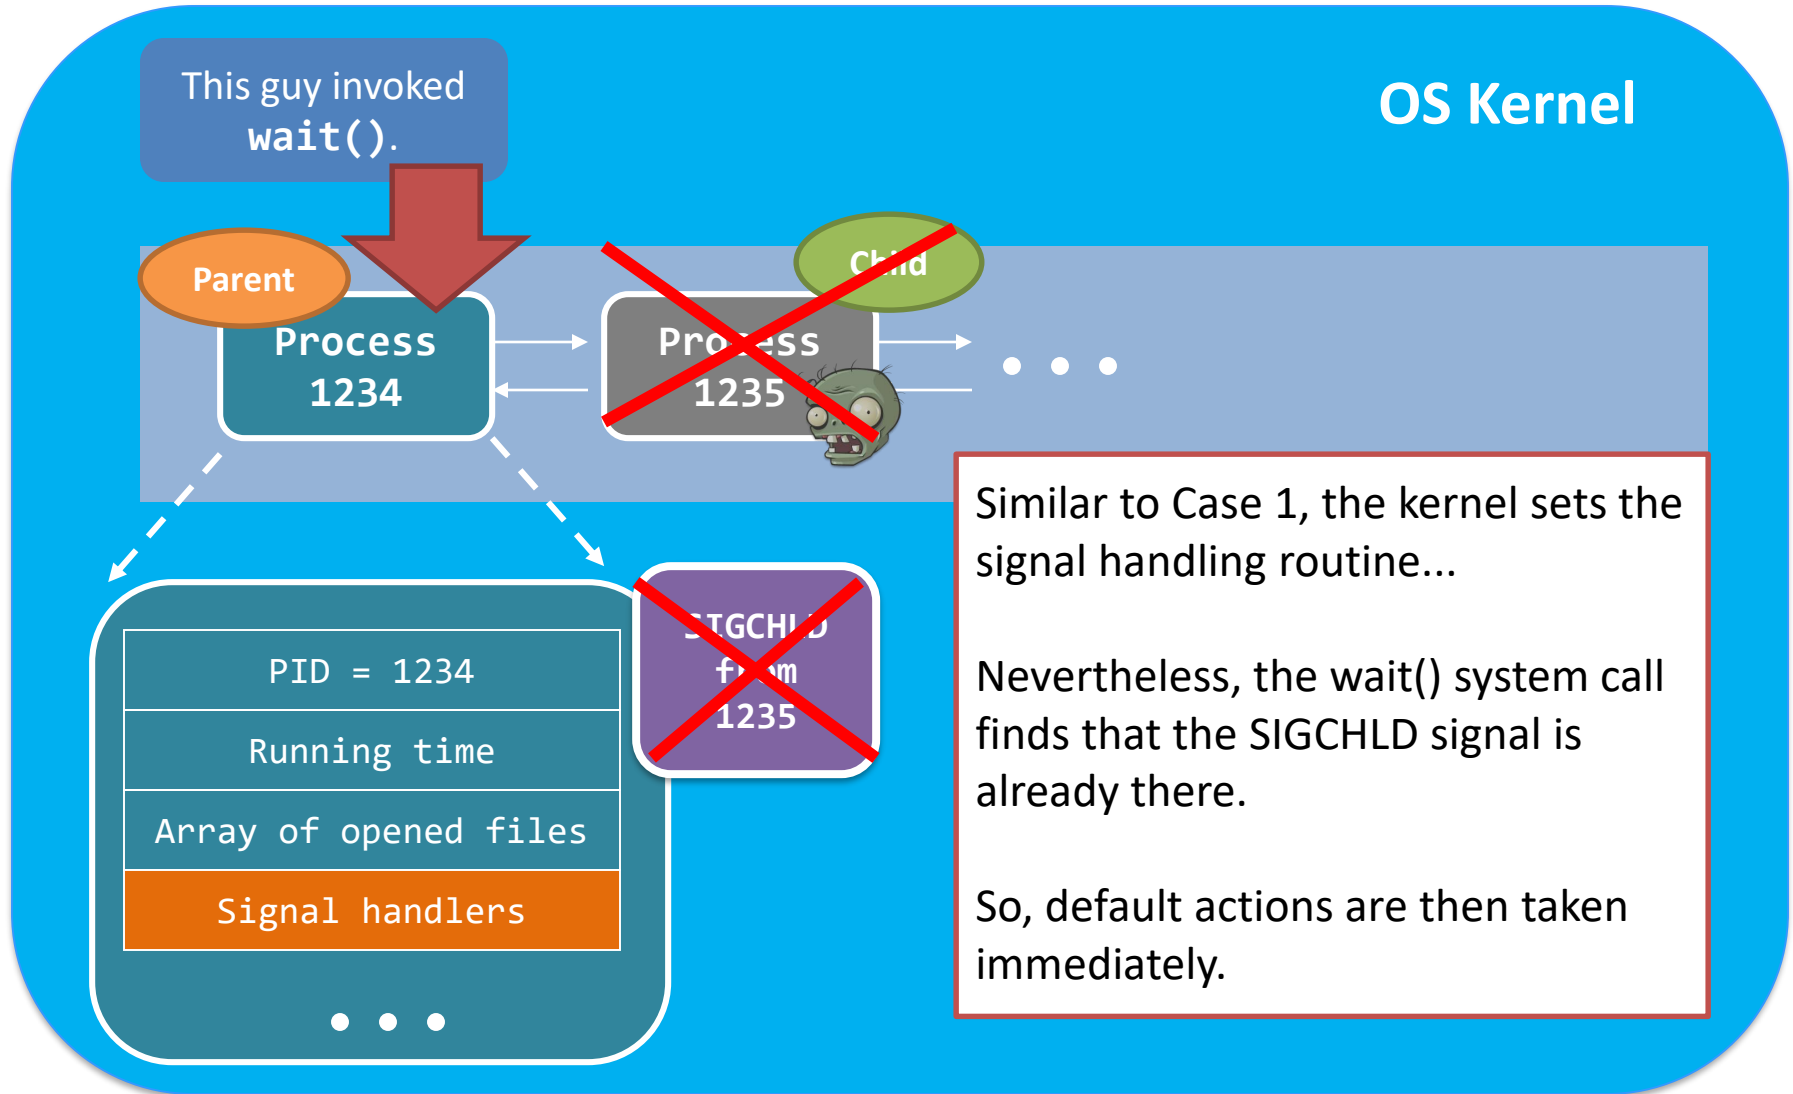 This guy invoked
wait().
OS Kernel
Parent
Child
Process
1234
Process
1235
SIGCHLD
from
1235
PID = 1234
Running time
Array of opened files
Signal handlers
Similar to Case 1, the kernel sets the
signal handling routine...
Nevertheless, the wait() system call
finds that the SIGCHLD signal is
already there.
So, default actions are then taken
immediately.